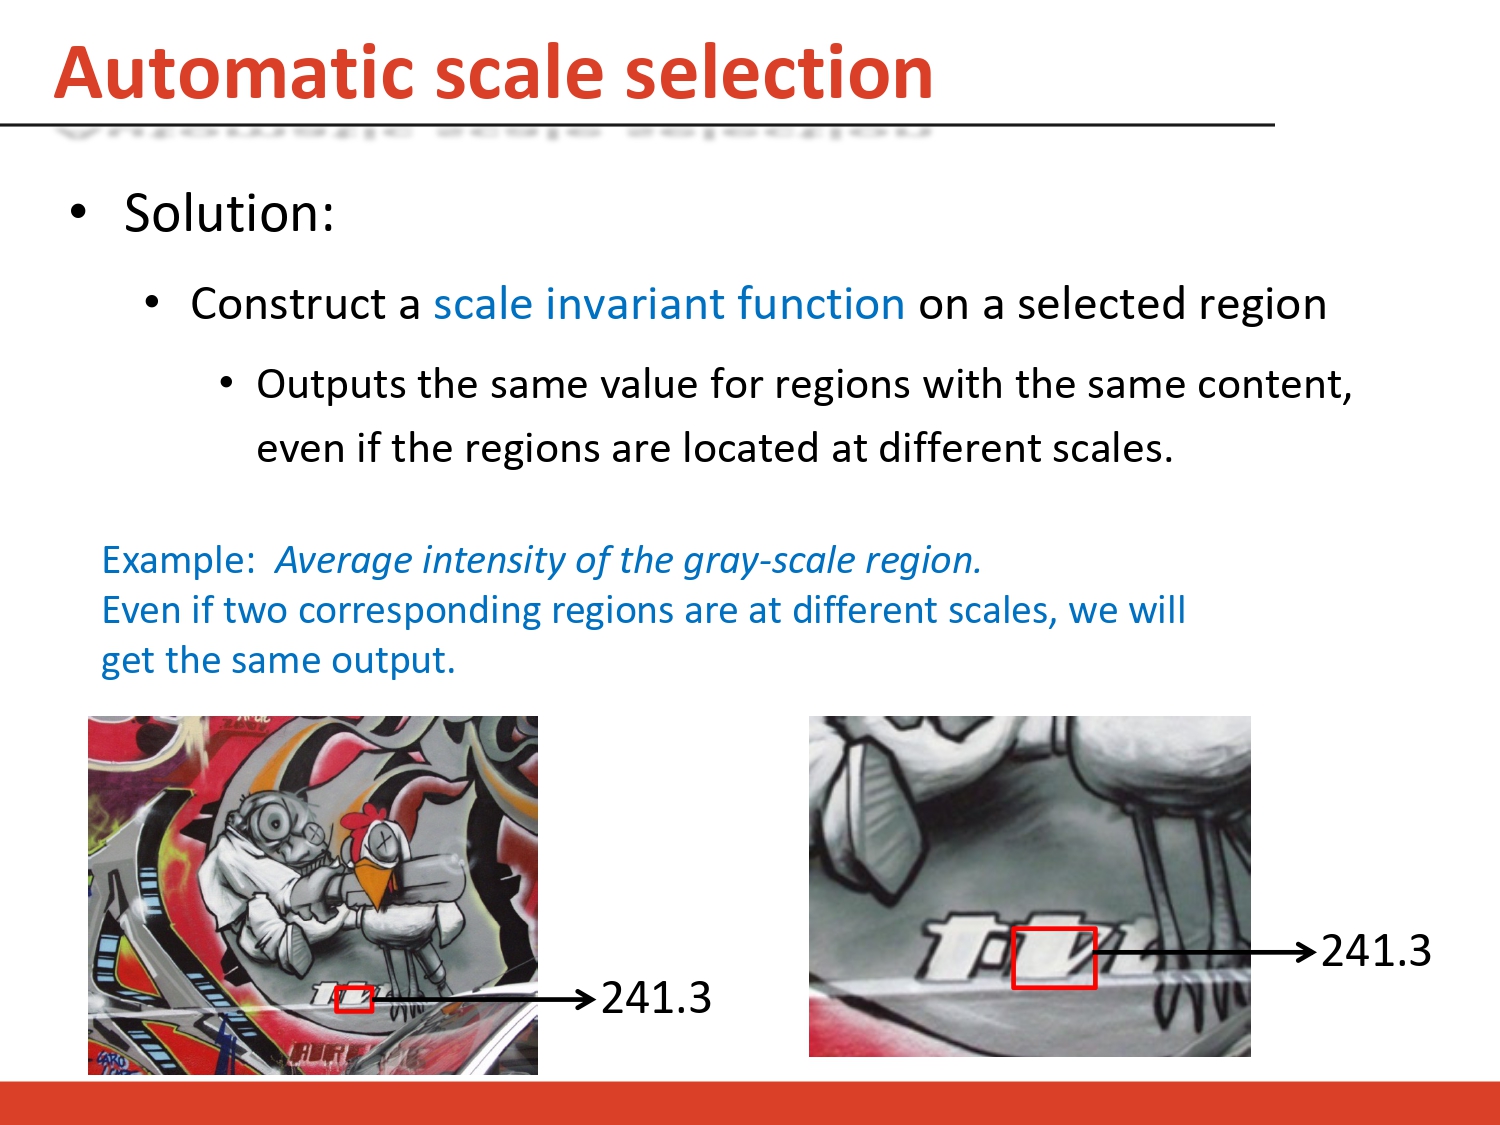 Automatic scale selection
• Solution:
• Construct a scale invariant function on a selected region
• Outputs the same value for regions with the same content,
even if the regions are located at different scales.
Example: Average intensity of the gray-scale region.
Even if two corresponding regions are at different scales, we will
get the same output.
241.3
241.3